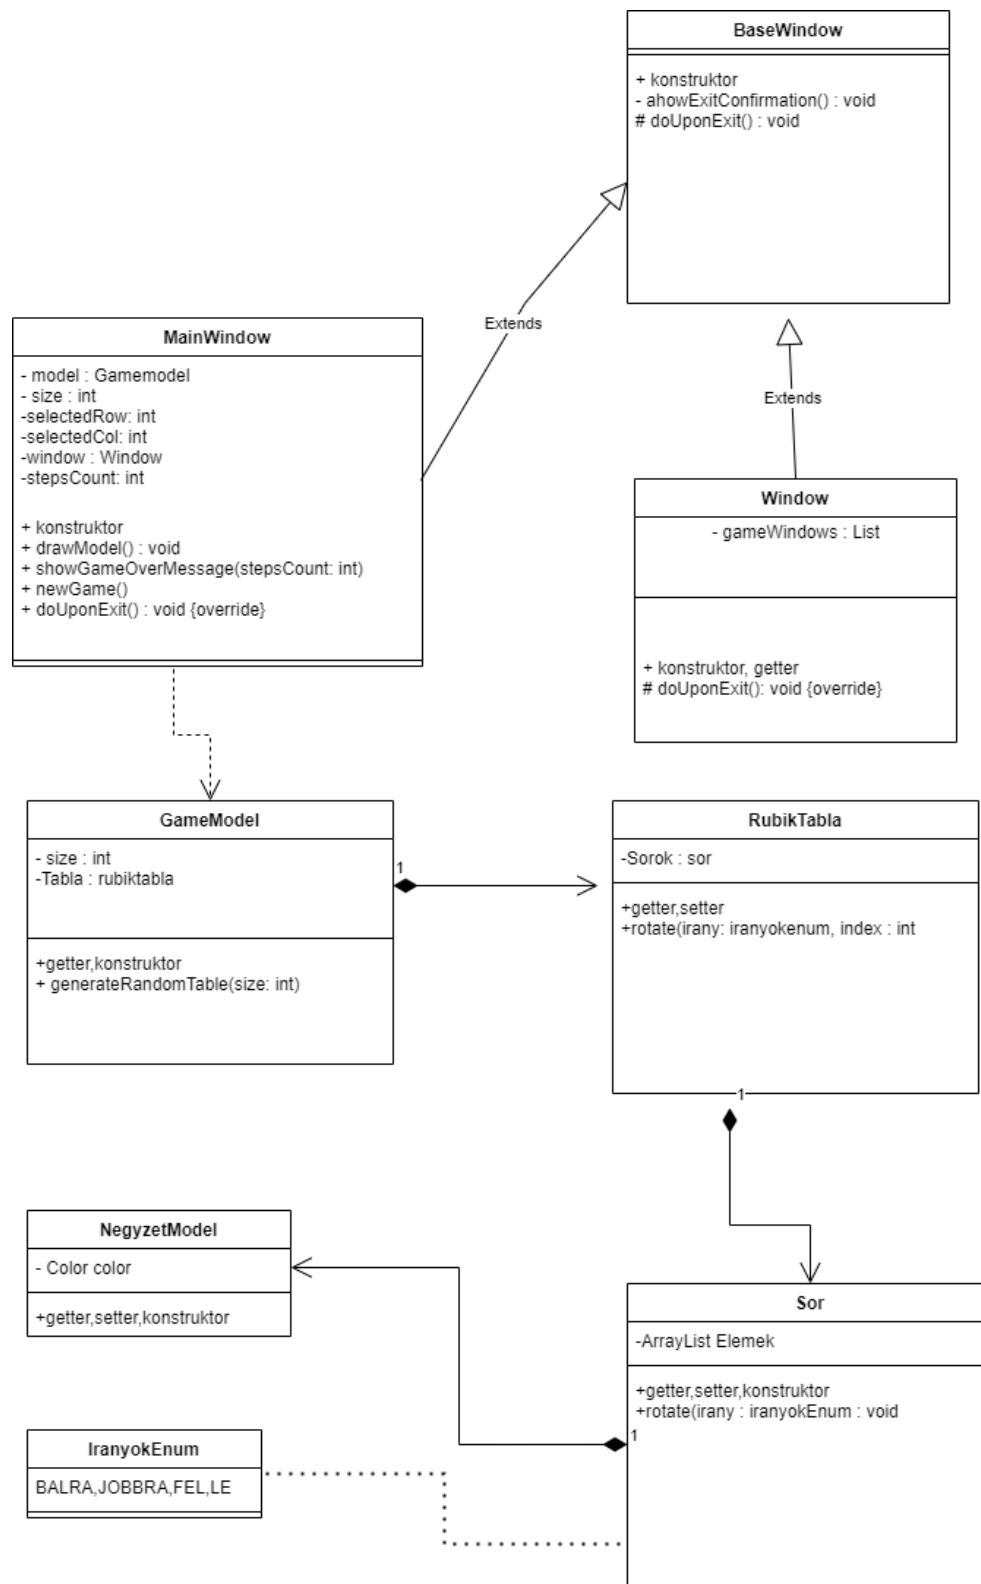 BaseWindow
+ konstruktor
- ahowExitConfirmation() : void
# doUponExit() : void
Extends
MainWindow
- model : Gamemodel
- size : int
-selectedRow: int
-selectedCol: int
-window : Window
-stepsCount: int
+ konstruktor
+ drawModel() : void
+ showGameOverMessage(stepsCount: int)
+ newGame()
+ doUponExit() : void {override}
Extends
Window
- gameWindows : List
+ konstruktor, getter
# doUponExit(): void {override}
GameModel
- size : int
-Tabla : rubiktabla
+getter,konstruktor
+ generateRandomTable(size: int)
1
RubikTabla
-Sorok : sor
+getter,setter
+rotate(irany: iranyokenum, index : int
1
NegyzetModel
- Color color
+getter,setter,konstruktor
Sor
-ArrayList Elemek
+getter,setter,konstruktor
+rotate(irany : iranyokEnum : void
1
IranyokEnum
BALRA,JOBBRA,FEL,LE